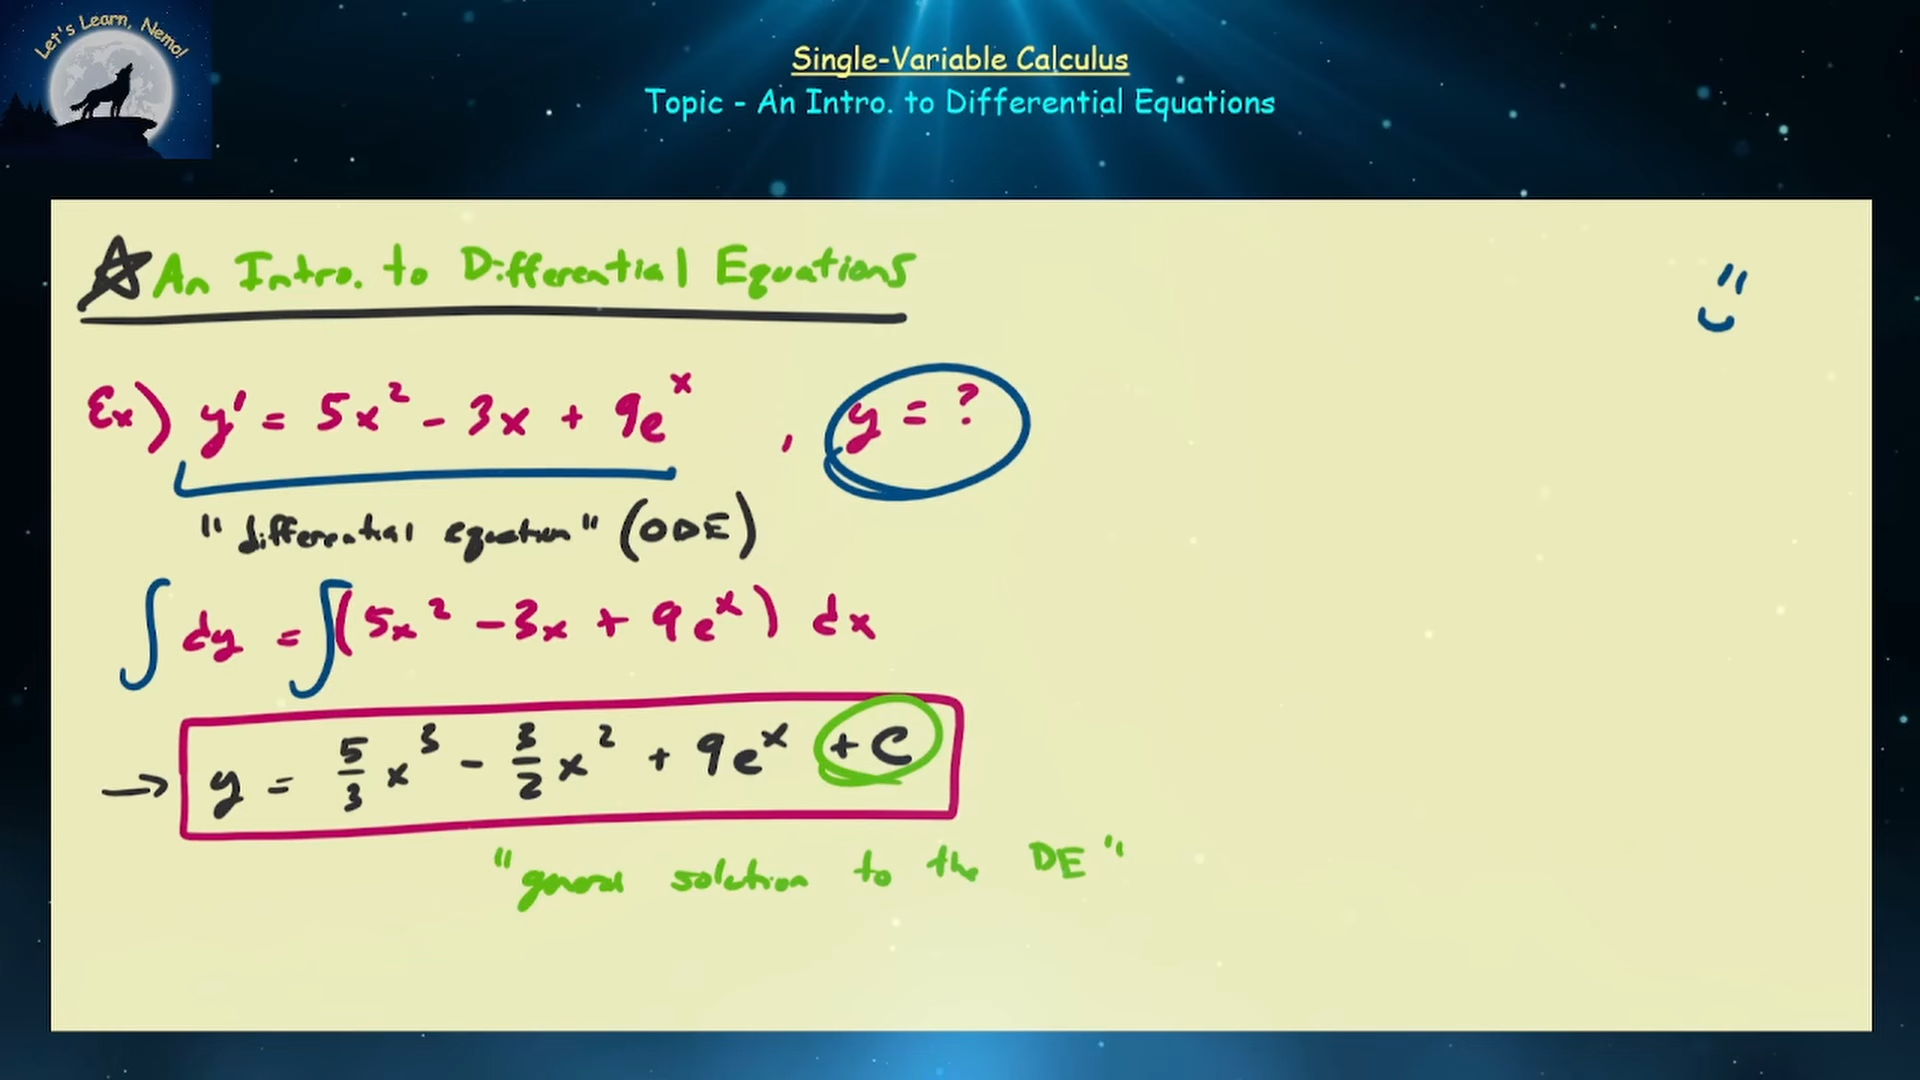 Let's Learn, Nemo!
Single-Variable Calculus
Topic - An Intro. to Differential Equations
An Intro. to Differential Equations
Ex) y' = 5x² - 3x + 9eˣ , y = ?
"differential equation" (ODE)
∫ dy = ∫(5x² - 3x + 9eˣ) dx
→ y = 5/3 x³ - 3/2 x² + 9eˣ + C
"general solution to the DE"